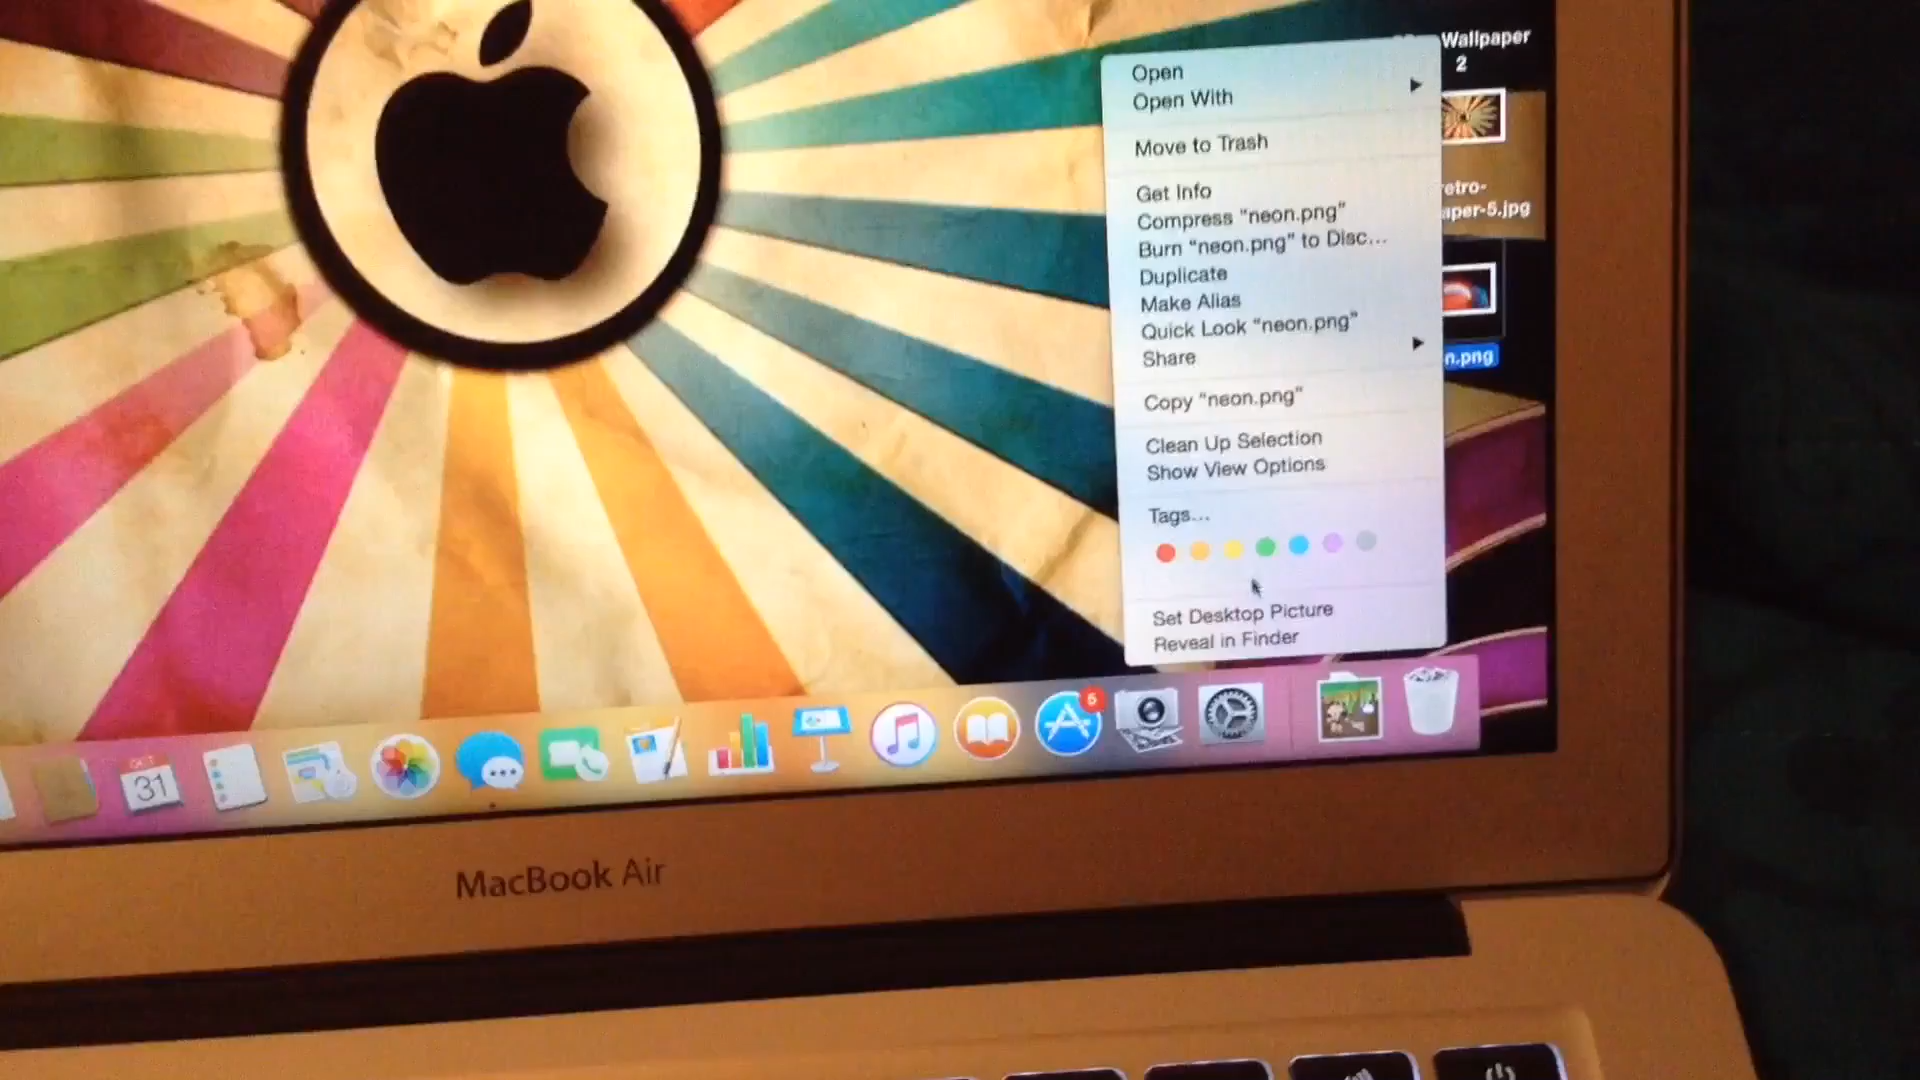 Wallpaper
2
Open
Open With
Move to Trash
Get Info
etro-
Compress "neon.png"
aper-5.jpg
Burn "neon.png" to Disc...
Duplicate
Make Alias
Quick Look "neon.png"
Share
n.png
Copy "neon.png"
Clean Up Selection
Show View Options
Tags...
Set Desktop Picture
Reveal in Finder
6
OCT
31
MacBook Air